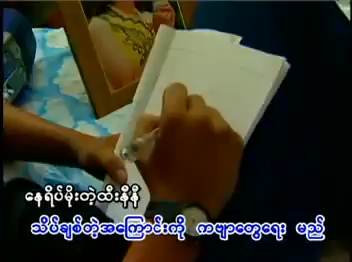 နေရိပ်မိုးတဲ့ထီးနီနီ
သိပ်ချစ်တဲ့အကြောင်းကို ကဗျာတွေရေး မည်